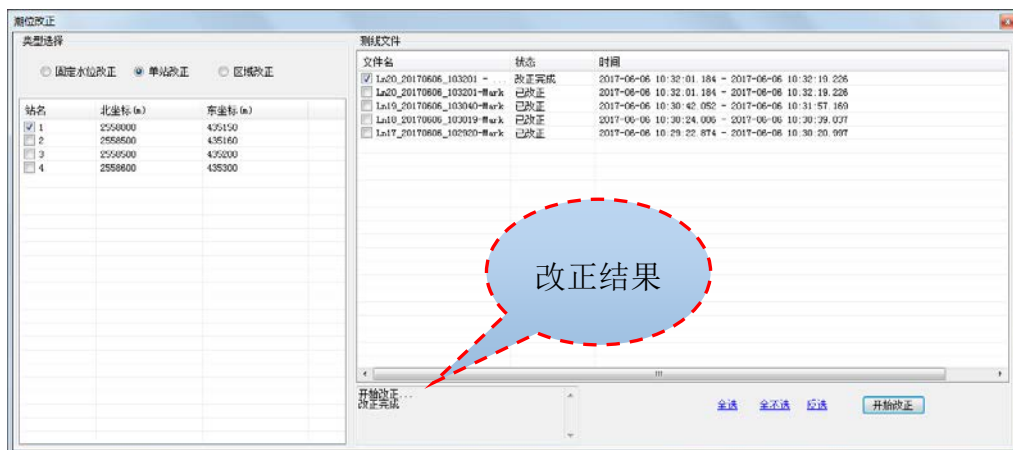 潮位改正
类型选择
固定水位改正 单站改正 区域改正
站名 北坐标(m) 东坐标(m)
1 2558000 435150
2 2558500 435160
3 2558500 435200
4 2558600 435300
测线文件
文件名 状态 时间
Ln20_20170606_103201 - ... 改正完成 2017-06-06 10:32:01.184 - 2017-06-06 10:32:19.226
Ln20_20170606_103201-Mark 已改正 2017-06-06 10:32:01.184 - 2017-06-06 10:32:19.226
Ln19_20170606_103040-Mark 已改正 2017-06-06 10:30:42.052 - 2017-06-06 10:31:57.169
Ln18_20170606_103019-Mark 已改正 2017-06-06 10:30:24.006 - 2017-06-06 10:30:39.037
Ln17_20170606_102920-Mark 已改正 2017-06-06 10:29:22.874 - 2017-06-06 10:30:20.997
改正结果
开始改正...
改正完成
全选 全不选 反选 开始改正